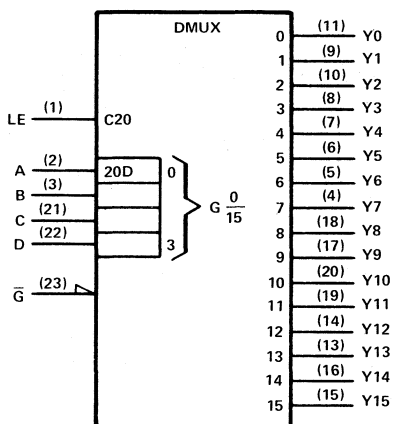 DMUX
LE (1) C20
A (2) 20D 0
B (3)
C (21)
D (22) 3
G 0/15
G̅ (23)
0 (11) Y0
1 (9) Y1
2 (10) Y2
3 (8) Y3
4 (7) Y4
5 (6) Y5
6 (5) Y6
7 (4) Y7
8 (18) Y8
9 (17) Y9
10 (20) Y10
11 (19) Y11
12 (14) Y12
13 (13) Y13
14 (16) Y14
15 (15) Y15